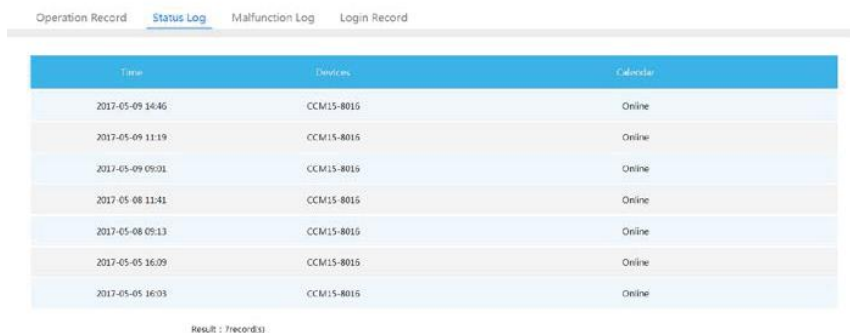 Operation Record Status Log Malfunction Log Login Record
Time Devices Calendar
2017-05-09 14:46 CCM15-8016 Online
2017-05-09 11:19 CCM15-8016 Online
2017-05-09 09:01 CCM15-8016 Online
2017-05-08 11:41 CCM15-8016 Online
2017-05-08 09:13 CCM15-8016 Online
2017-05-05 16:09 CCM15-8016 Online
2017-05-05 16:03 CCM15-8016 Online
Result : 7record(s)